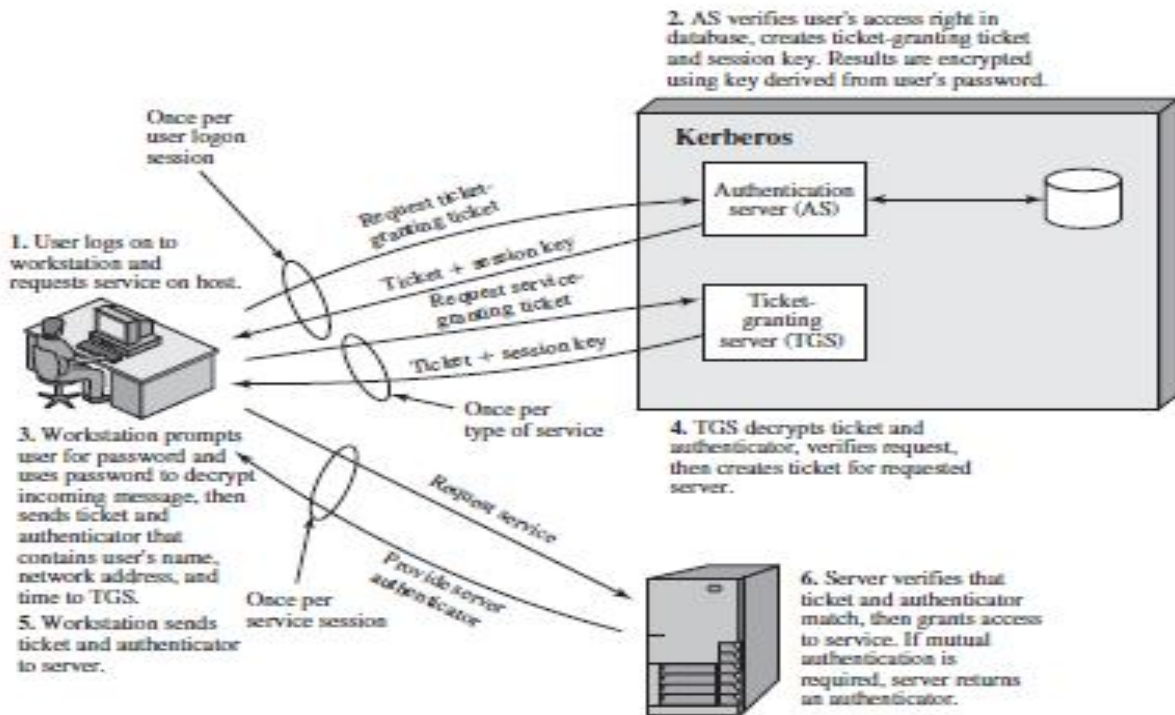 2. AS verifies user's access right in
database, creates ticket-granting ticket
and session key. Results are encrypted
using key derived from user's password.
Once per
user logon
session
Kerberos
Authentication
server (AS)
Request ticket-
granting ticket
1. User logs on to
workstation and
requests service on host.
Ticket + session key
Request service-
granting ticket
Ticket-
granting
server (TGS)
Ticket + session key
Once per
type of service
3. Workstation prompts
user for password and
uses password to decrypt
incoming message, then
sends ticket and
authenticator that
contains user's name,
network address, and
time to TGS.
4. TGS decrypts ticket and
authenticator, verifies request,
then creates ticket for requested
server.
Request service
Provide server
authenticator
Once per
service session
5. Workstation sends
ticket and authenticator
to server.
6. Server verifies that
ticket and authenticator
match, then grants access
to service. If mutual
authentication is
required, server returns
an authenticator.